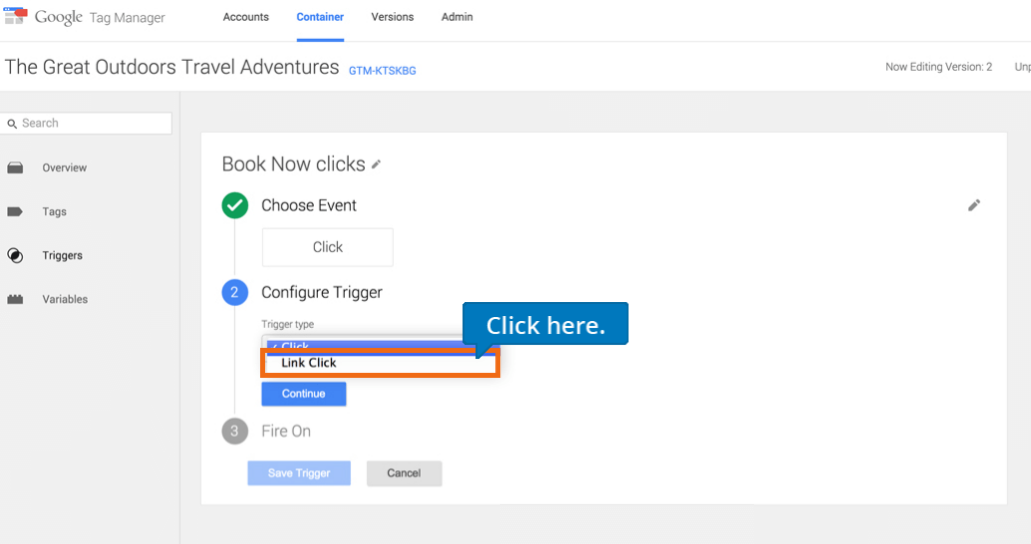 Google Tag Manager Accounts Container Versions Admin
The Great Outdoors Travel Adventures GTM-KTSKBG Now Editing Version: 2 Unp
Search
Overview
Tags
Triggers
Variables
Book Now clicks
Choose Event
Click
2 Configure Trigger
Trigger type
Click
Link Click
Click here.
Continue
3 Fire On
Save Trigger Cancel